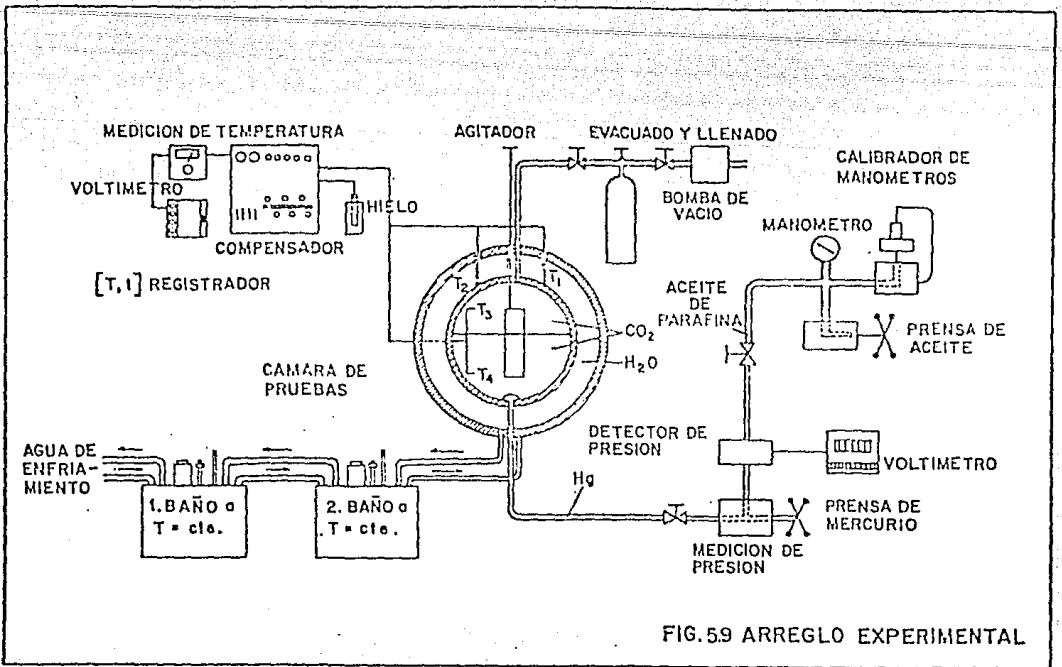 MEDICION DE TEMPERATURA
VOLTIMETRO
COMPENSADOR
HIELO
[T,1] REGISTRADOR
AGITADOR
EVACUADO Y LLENADO
BOMBA DE
VACIO
CALIBRADOR DE
MANOMETROS
MANOMETRO
ACEITE
DE
PARAFINA
PRENSA DE
ACEITE
T2
T1
T3
T4
CO2
H2O
CAMARA DE
PRUEBAS
DETECTOR DE
PRESION
VOLTIMETRO
AGUA DE
ENFRIA-
MIENTO
1. BAÑO a
T = cte.
2. BAÑO a
T = cte.
Hg
MEDICION DE
PRESION
PRENSA DE
MERCURIO
FIG. 5.9 ARREGLO EXPERIMENTAL